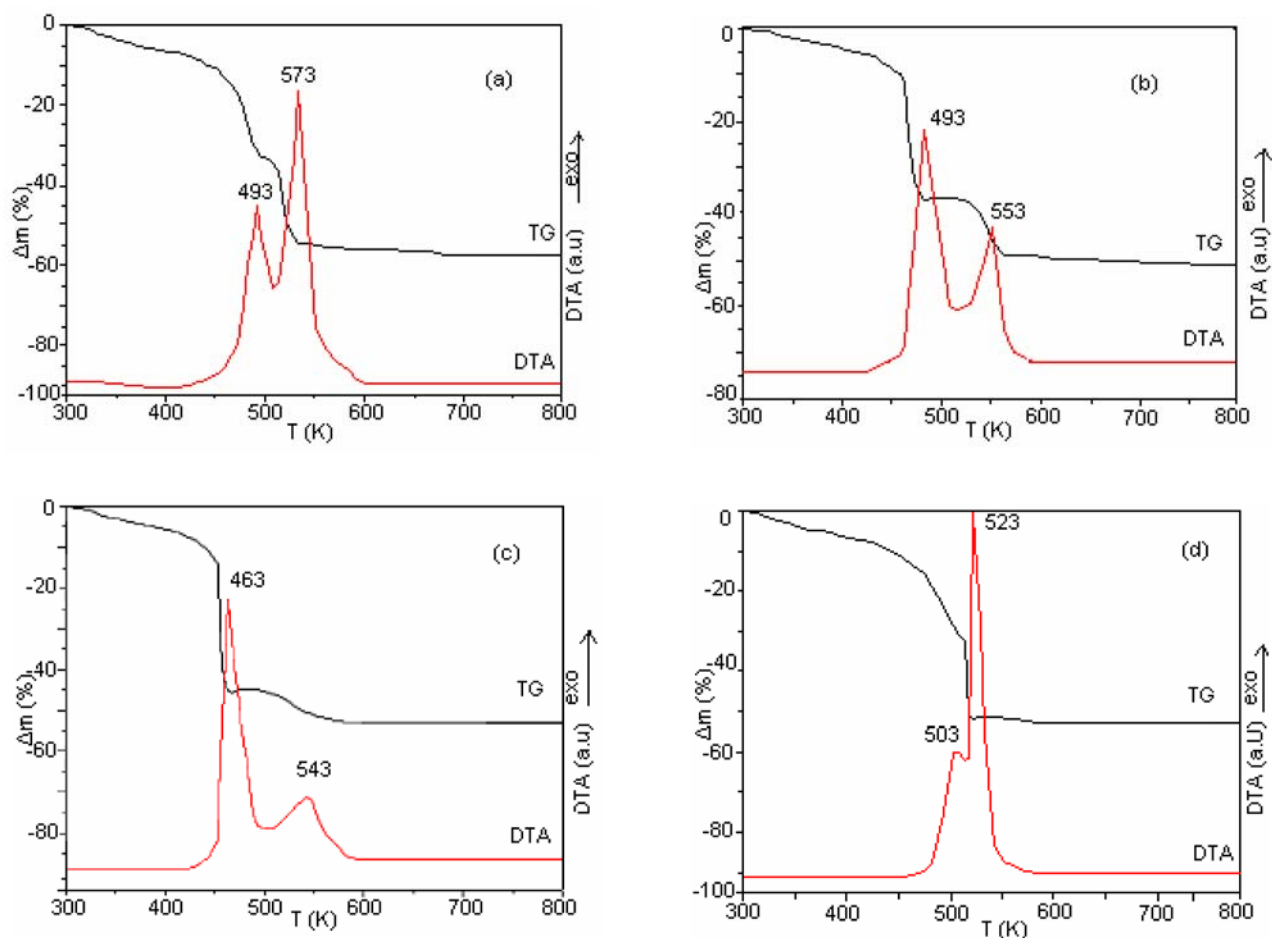 0
-20
-40
-60
-80
-100
Δm (%)
(a)
573
493
TG
DTA
DTA (a.u) exo
300 400 500 600 700 800
T (K)
0
-20
-40
-60
-80
Δm (%)
(b)
493
553
TG
DTA
DTA (a.u) exo
300 400 500 600 700 800
T (K)
0
-20
-40
-60
-80
Δm (%)
(c)
463
543
TG
DTA
DTA (a.u) exo
300 400 500 600 700 800
T (K)
0
-20
-40
-60
-80
-100
Δm (%)
(d)
523
503
TG
DTA
DTA (a.U) exo
300 400 500 600 700 800
T (K)